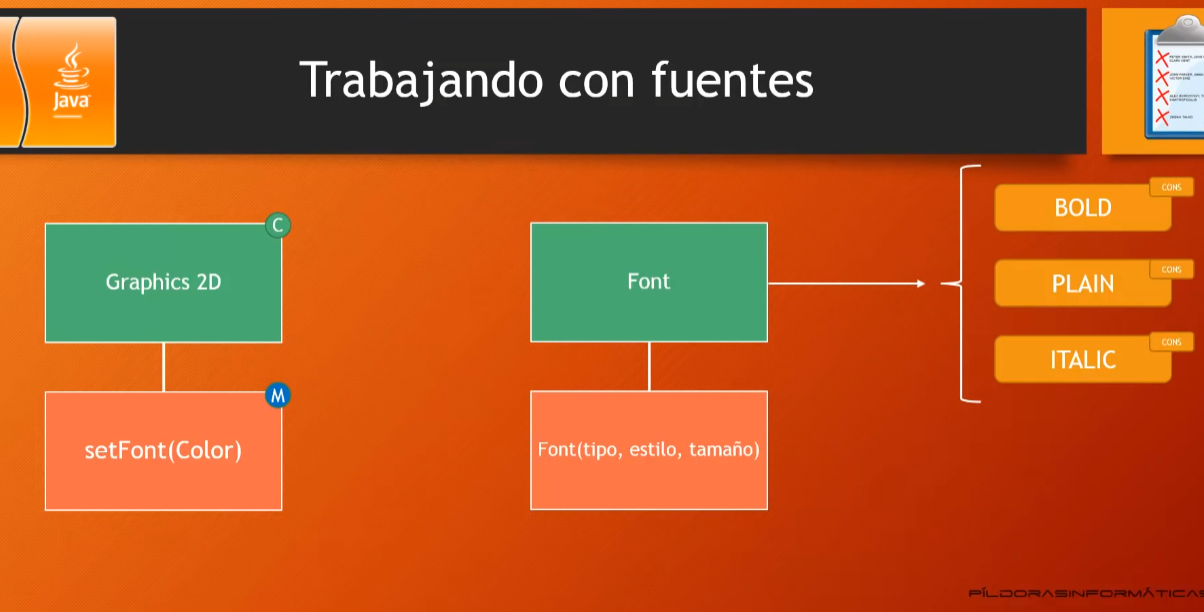 Java
Trabajando con fuentes
C
Graphics 2D
M
setFont(Color)
Font
Font(tipo, estilo, tamaño)
CONS
BOLD
CONS
PLAIN
CONS
ITALIC
PÍLDORASINFORMÁTICAS